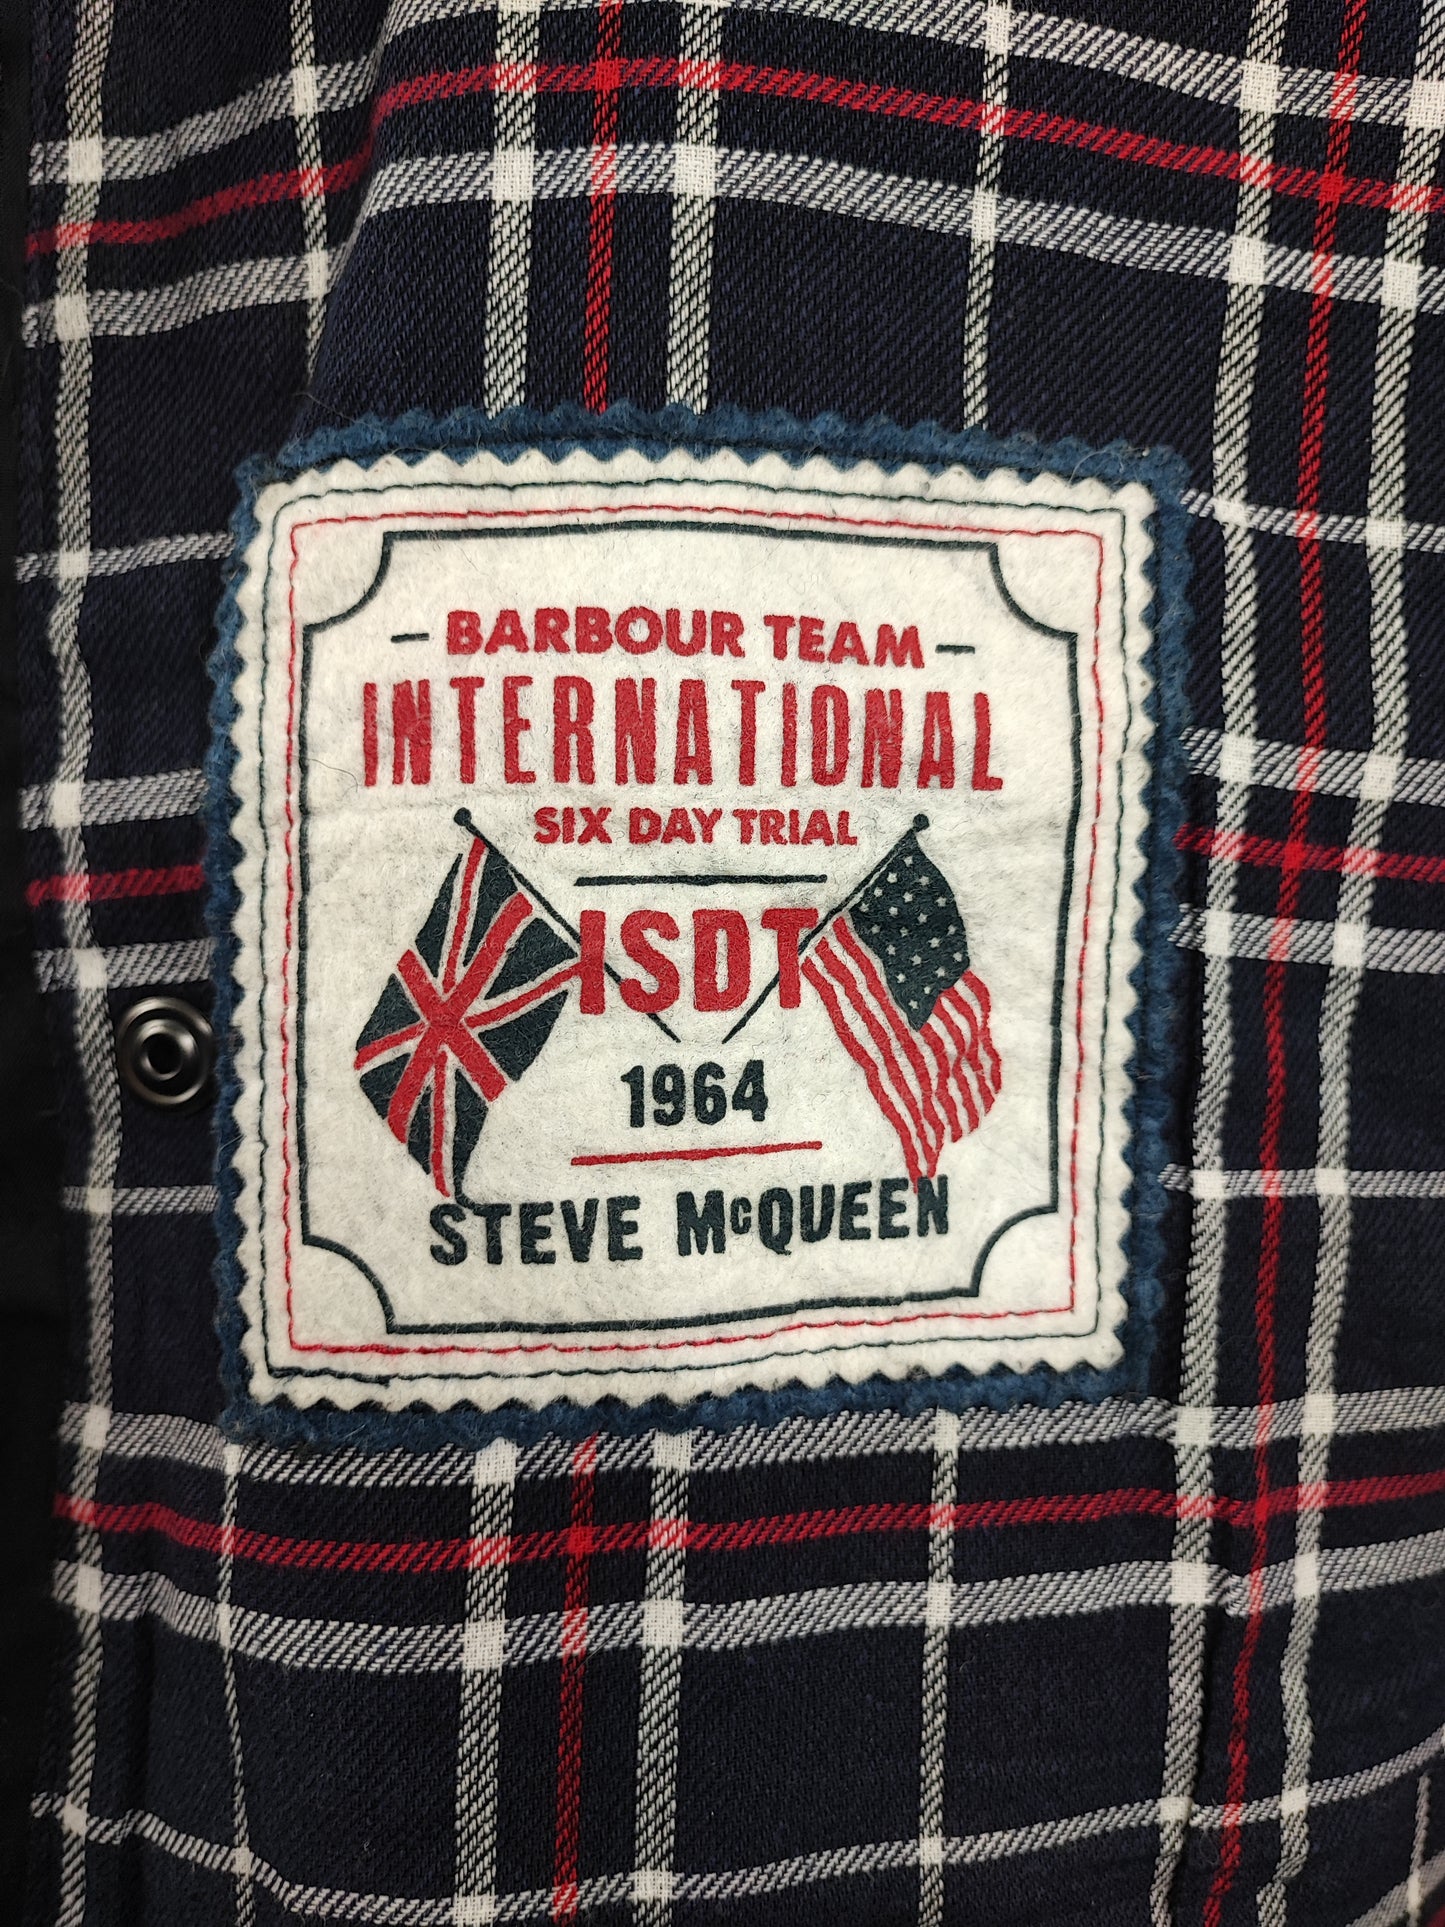 - BARBOUR TEAM -
INTERNATIONAL
SIX DAY TRIAL
ISDT
1964
STEVE McQUEEN